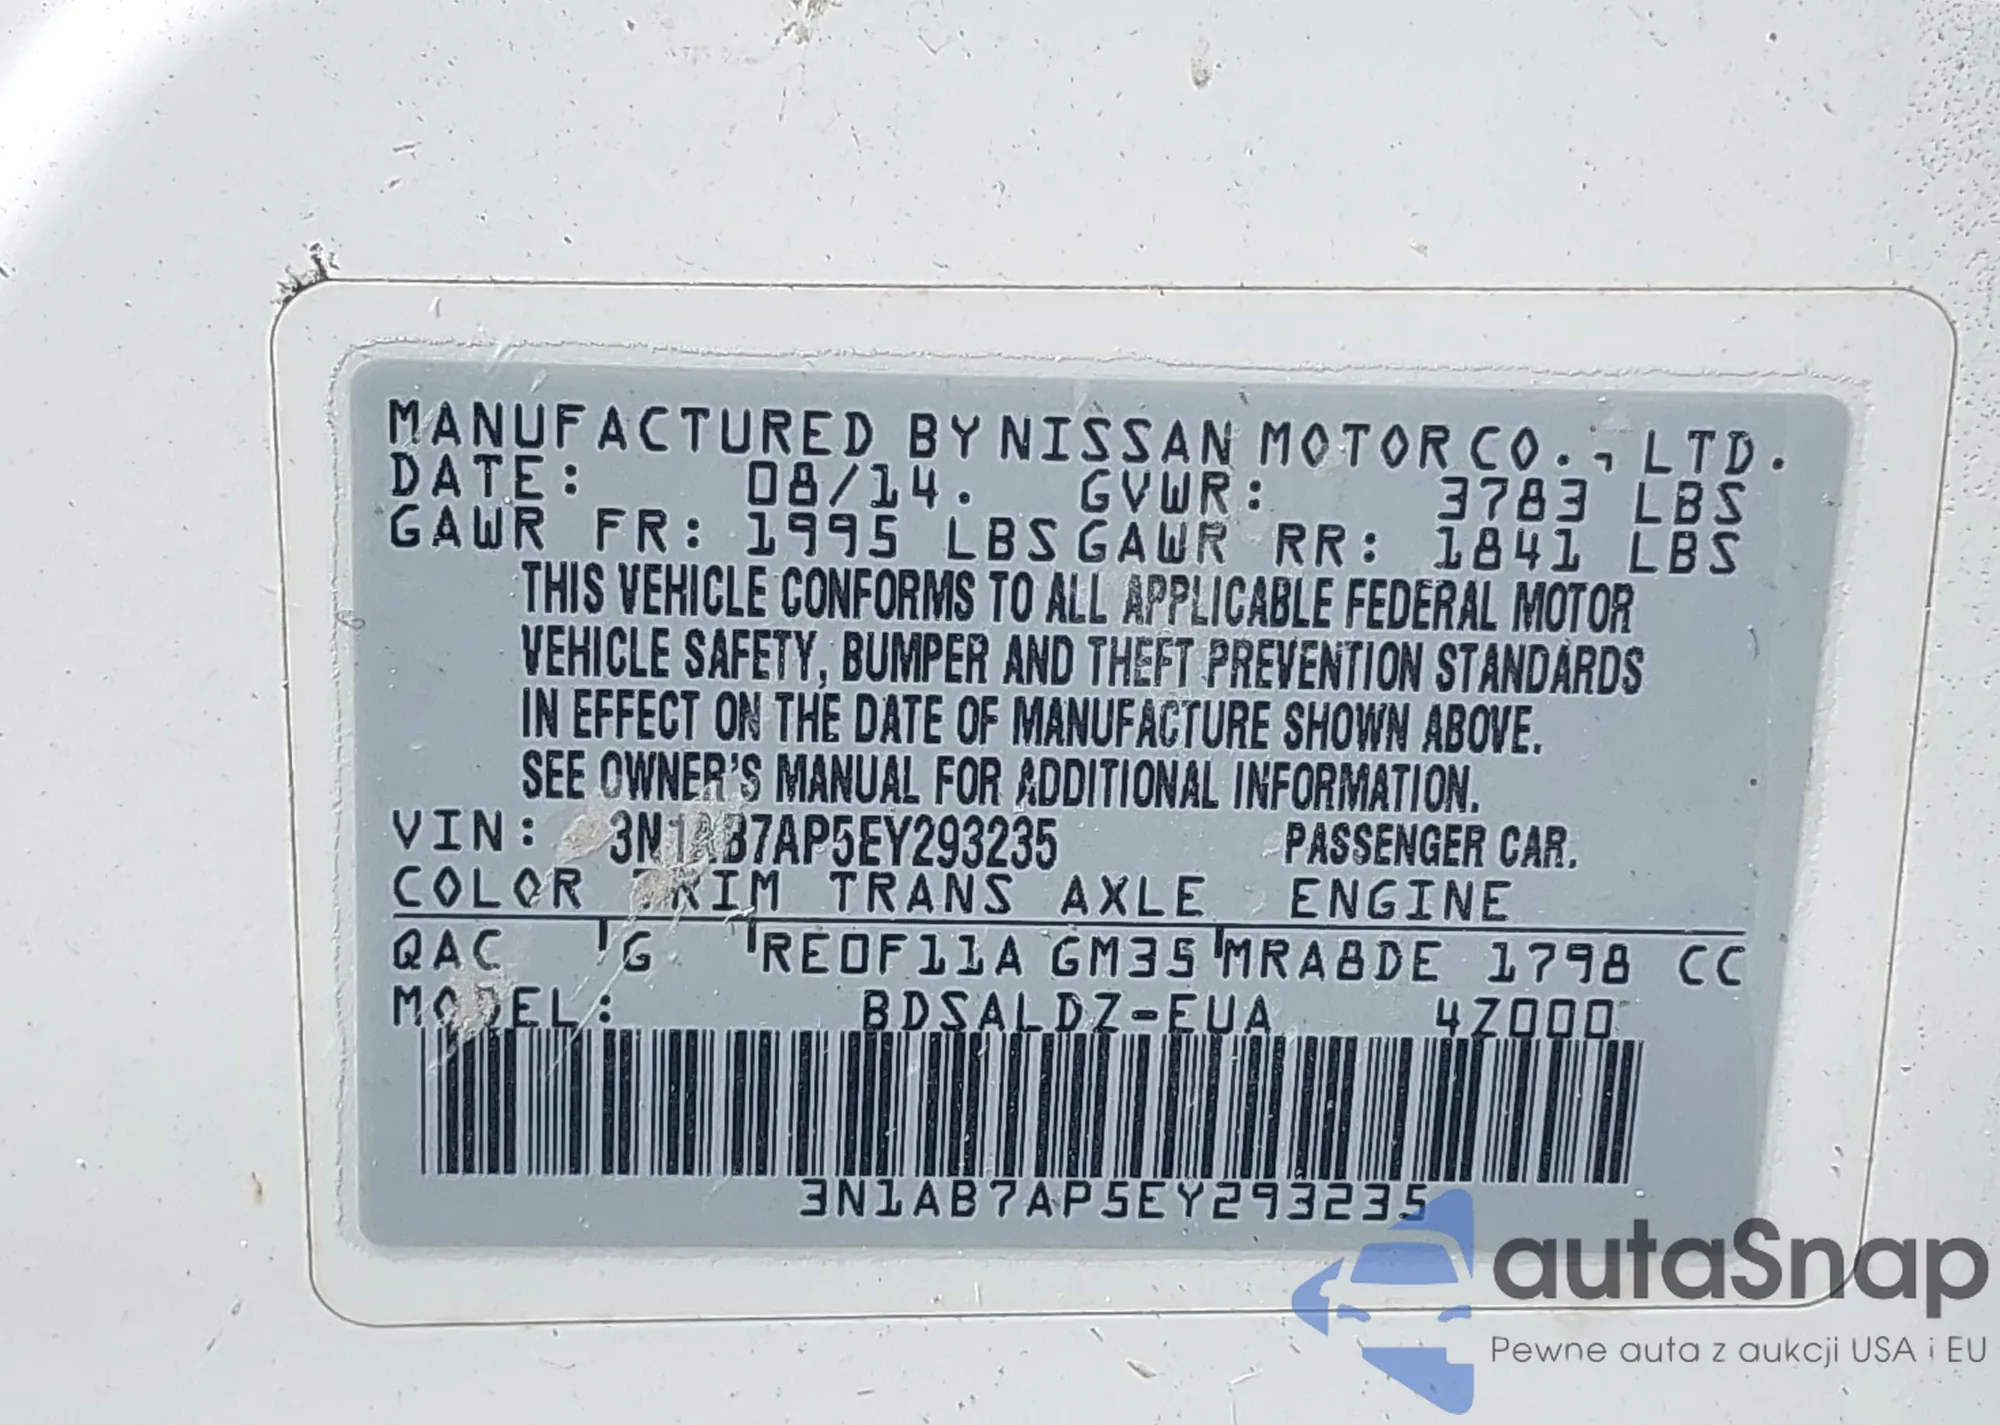 MANUFACTURED BY NISSAN MOTOR CO., LTD.
DATE: 08/14. GVWR: 3783 LBS
GAWR FR: 1995 LBS GAWR RR: 1841 LBS
THIS VEHICLE CONFORMS TO ALL APPLICABLE FEDERAL MOTOR
VEHICLE SAFETY, BUMPER AND THEFT PREVENTION STANDARDS
IN EFFECT ON THE DATE OF MANUFACTURE SHOWN ABOVE.
SEE OWNER'S MANUAL FOR ADDITIONAL INFORMATION.
VIN: 3N1AB7AP5EY293235 PASSENGER CAR.
COLOR TRIM TRANS AXLE ENGINE
QAC G RE0F11A GM35 MRA8DE 1798 CC
MODEL: BDSALDZ-EUA 4Z000
3N1AB7AP5EY293235
autaSnap
Pewne auta z aukcji USA i EU